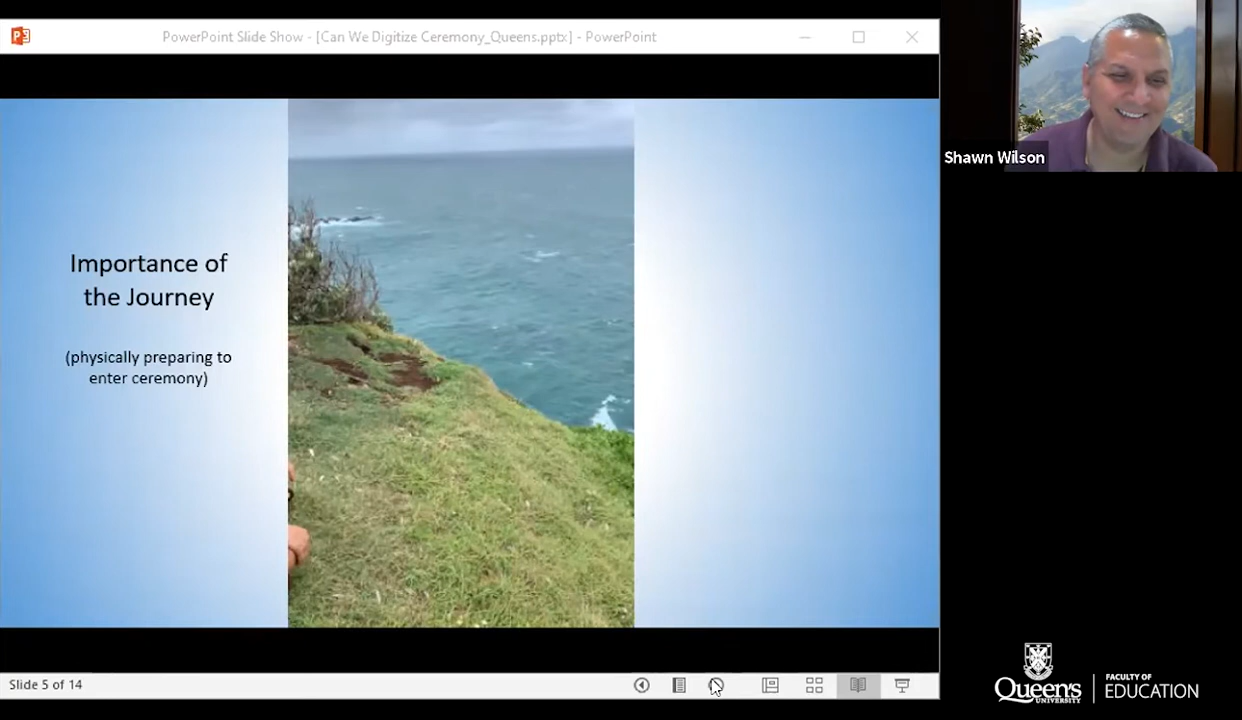 PowerPoint Slide Show - [Can We Digitize Ceremony_Queens.pptx] - PowerPoint
Shawn Wilson
Importance of
the Journey
(physically preparing to
enter ceremony)
Slide 5 of 14
Queen's
UNIVERSITY
FACULTY OF
EDUCATION